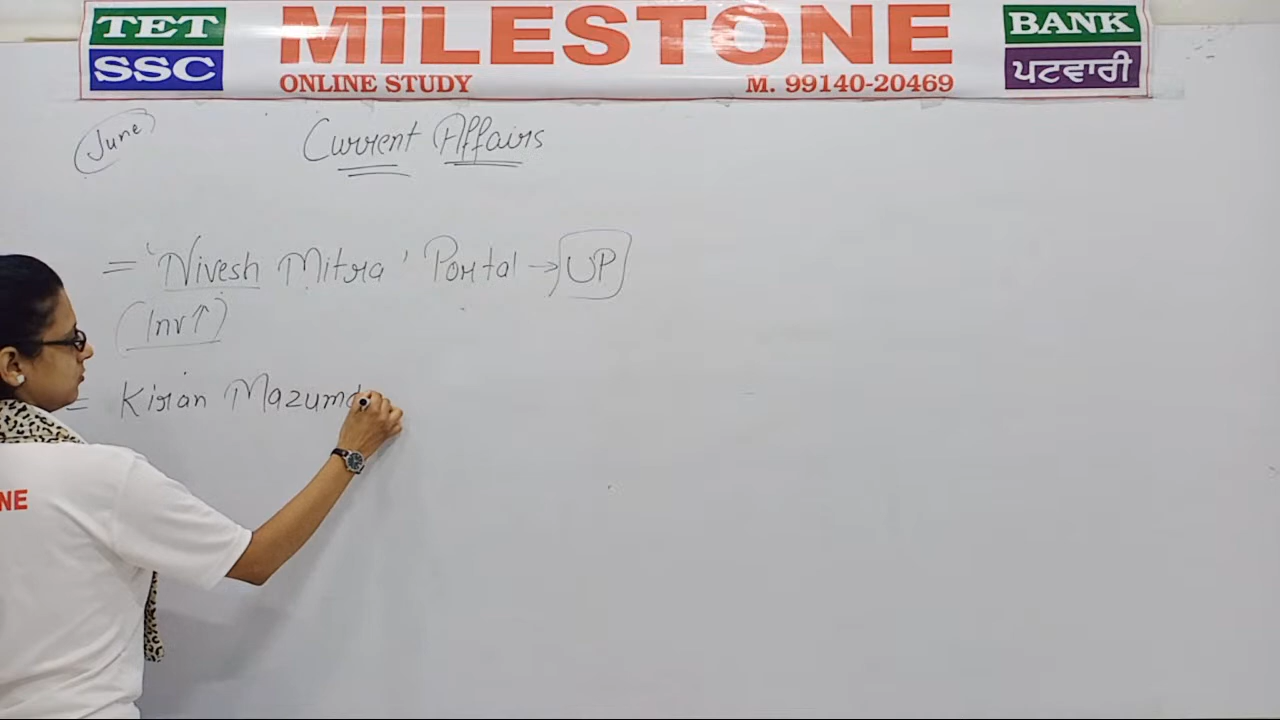 TET
SSC
MILESTONE
ONLINE STUDY M. 99140-20469
BANK
ਪਟਵਾਰੀ
June
Current Affairs
= 'Nivesh Mitra' Portal → UP
(Inv↑)
= Kiran Mazumd
NE